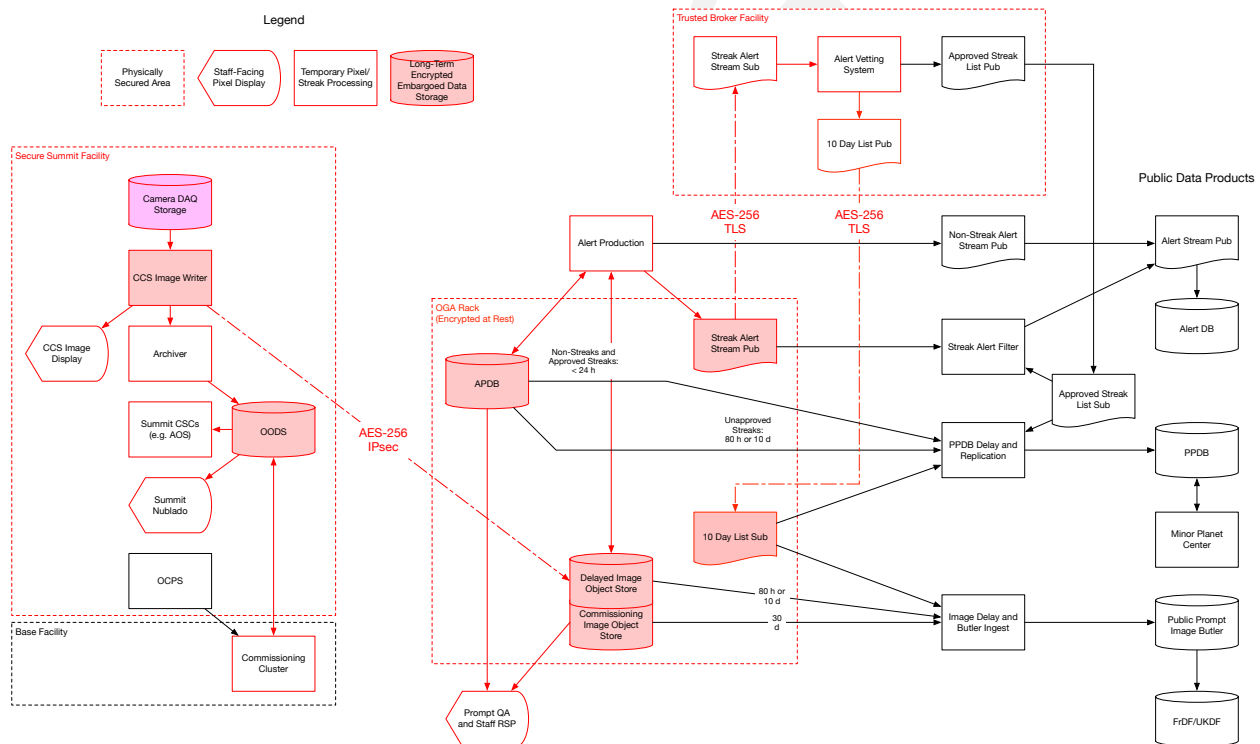 Legend
Physically
Secured Area
Staff-Facing
Pixel Display
Temporary Pixel/
Streak Processing
Long-Term
Encrypted
Embargoed Data
Storage
Trusted Broker Facility
Streak Alert
Stream Sub
Alert Vetting
System
Approved Streak
List Pub
10 Day List Pub
Secure Summit Facility
Camera DAQ
Storage
CCS Image Writer
CCS Image
Display
Archiver
Summit CSCs
(e.g. AOS)
OODS
Summit
Nublado
OCPS
Base Facility
Commissioning
Cluster
AES-256
IPsec
AES-256
TLS
AES-256
TLS
Public Data Products
Alert Production
Non-Streak Alert
Stream Pub
Alert Stream Pub
OGA Rack
(Encrypted at Rest)
Streak Alert
Stream Pub
Streak Alert Filter
Alert DB
Non-Streaks and
Approved Streaks:
< 24 h
APDB
Approved Streak
List Sub
Unapproved
Streaks:
80 h or 10 d
PPDB Delay and
Replication
PPDB
10 Day List Sub
Minor Planet
Center
Delayed Image
Object Store
80 h or
10 d
Commissioning
Image Object
Store
30
d
Image Delay and
Butler Ingest
Public Prompt
Image Butler
Prompt QA
and Staff RSP
FrDF/UKDF